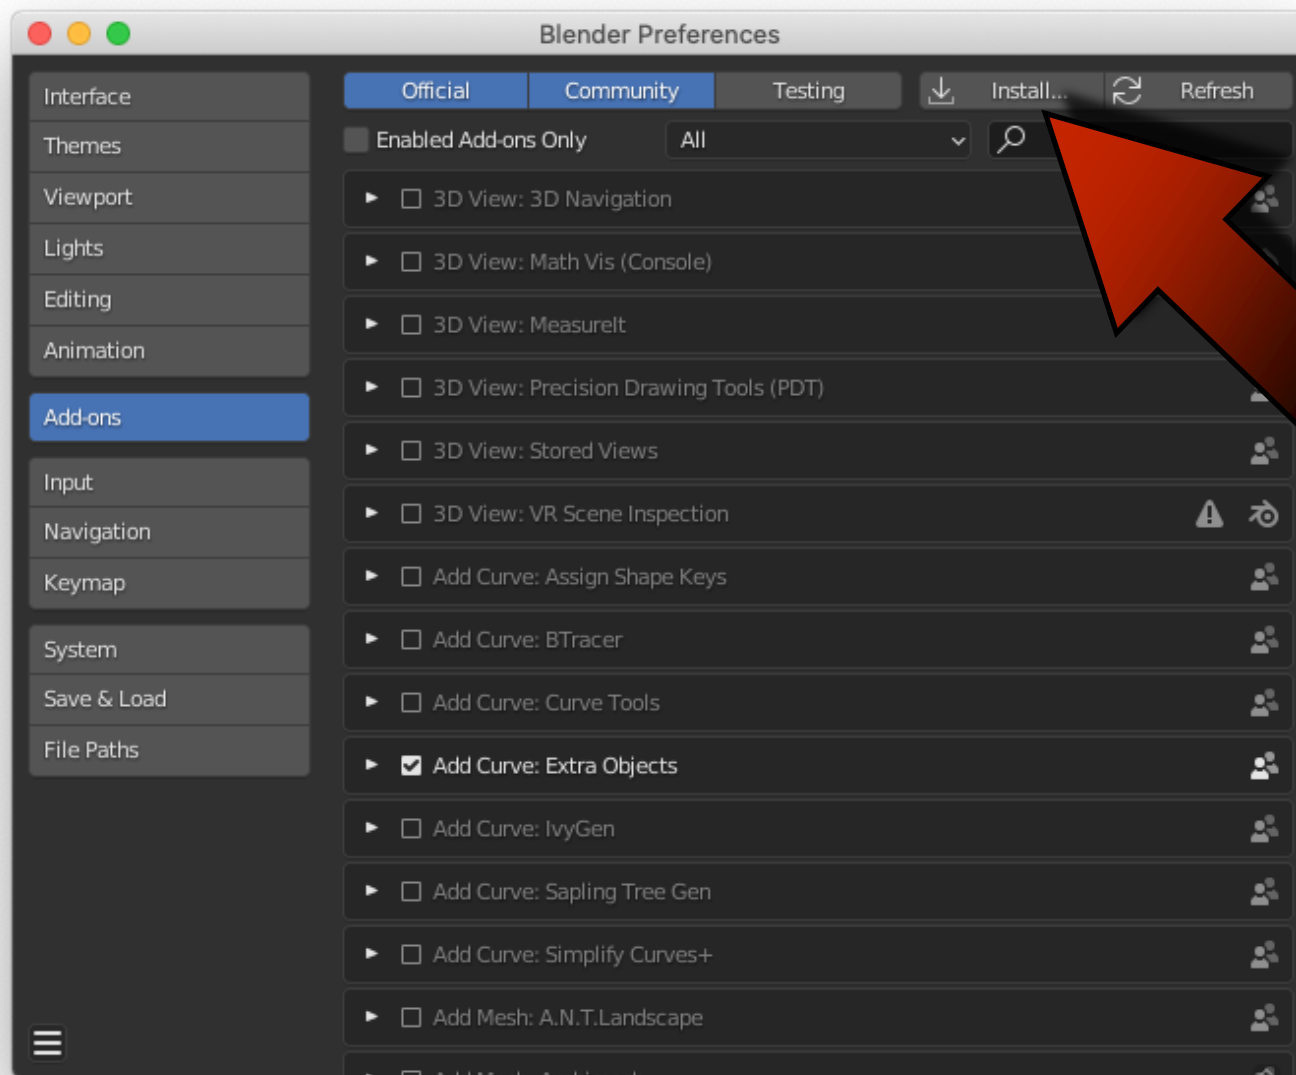 Blender Preferences
Interface
Themes
Viewport
Lights
Editing
Animation
Add-ons
Input
Navigation
Keymap
System
Save & Load
File Paths
Official Community Testing Install... Refresh
Enabled Add-ons Only All
3D View: 3D Navigation
3D View: Math Vis (Console)
3D View: MeasureIt
3D View: Precision Drawing Tools (PDT)
3D View: Stored Views
3D View: VR Scene Inspection
Add Curve: Assign Shape Keys
Add Curve: BTracer
Add Curve: Curve Tools
Add Curve: Extra Objects
Add Curve: IvyGen
Add Curve: Sapling Tree Gen
Add Curve: Simplify Curves+
Add Mesh: A.N.T.Landscape